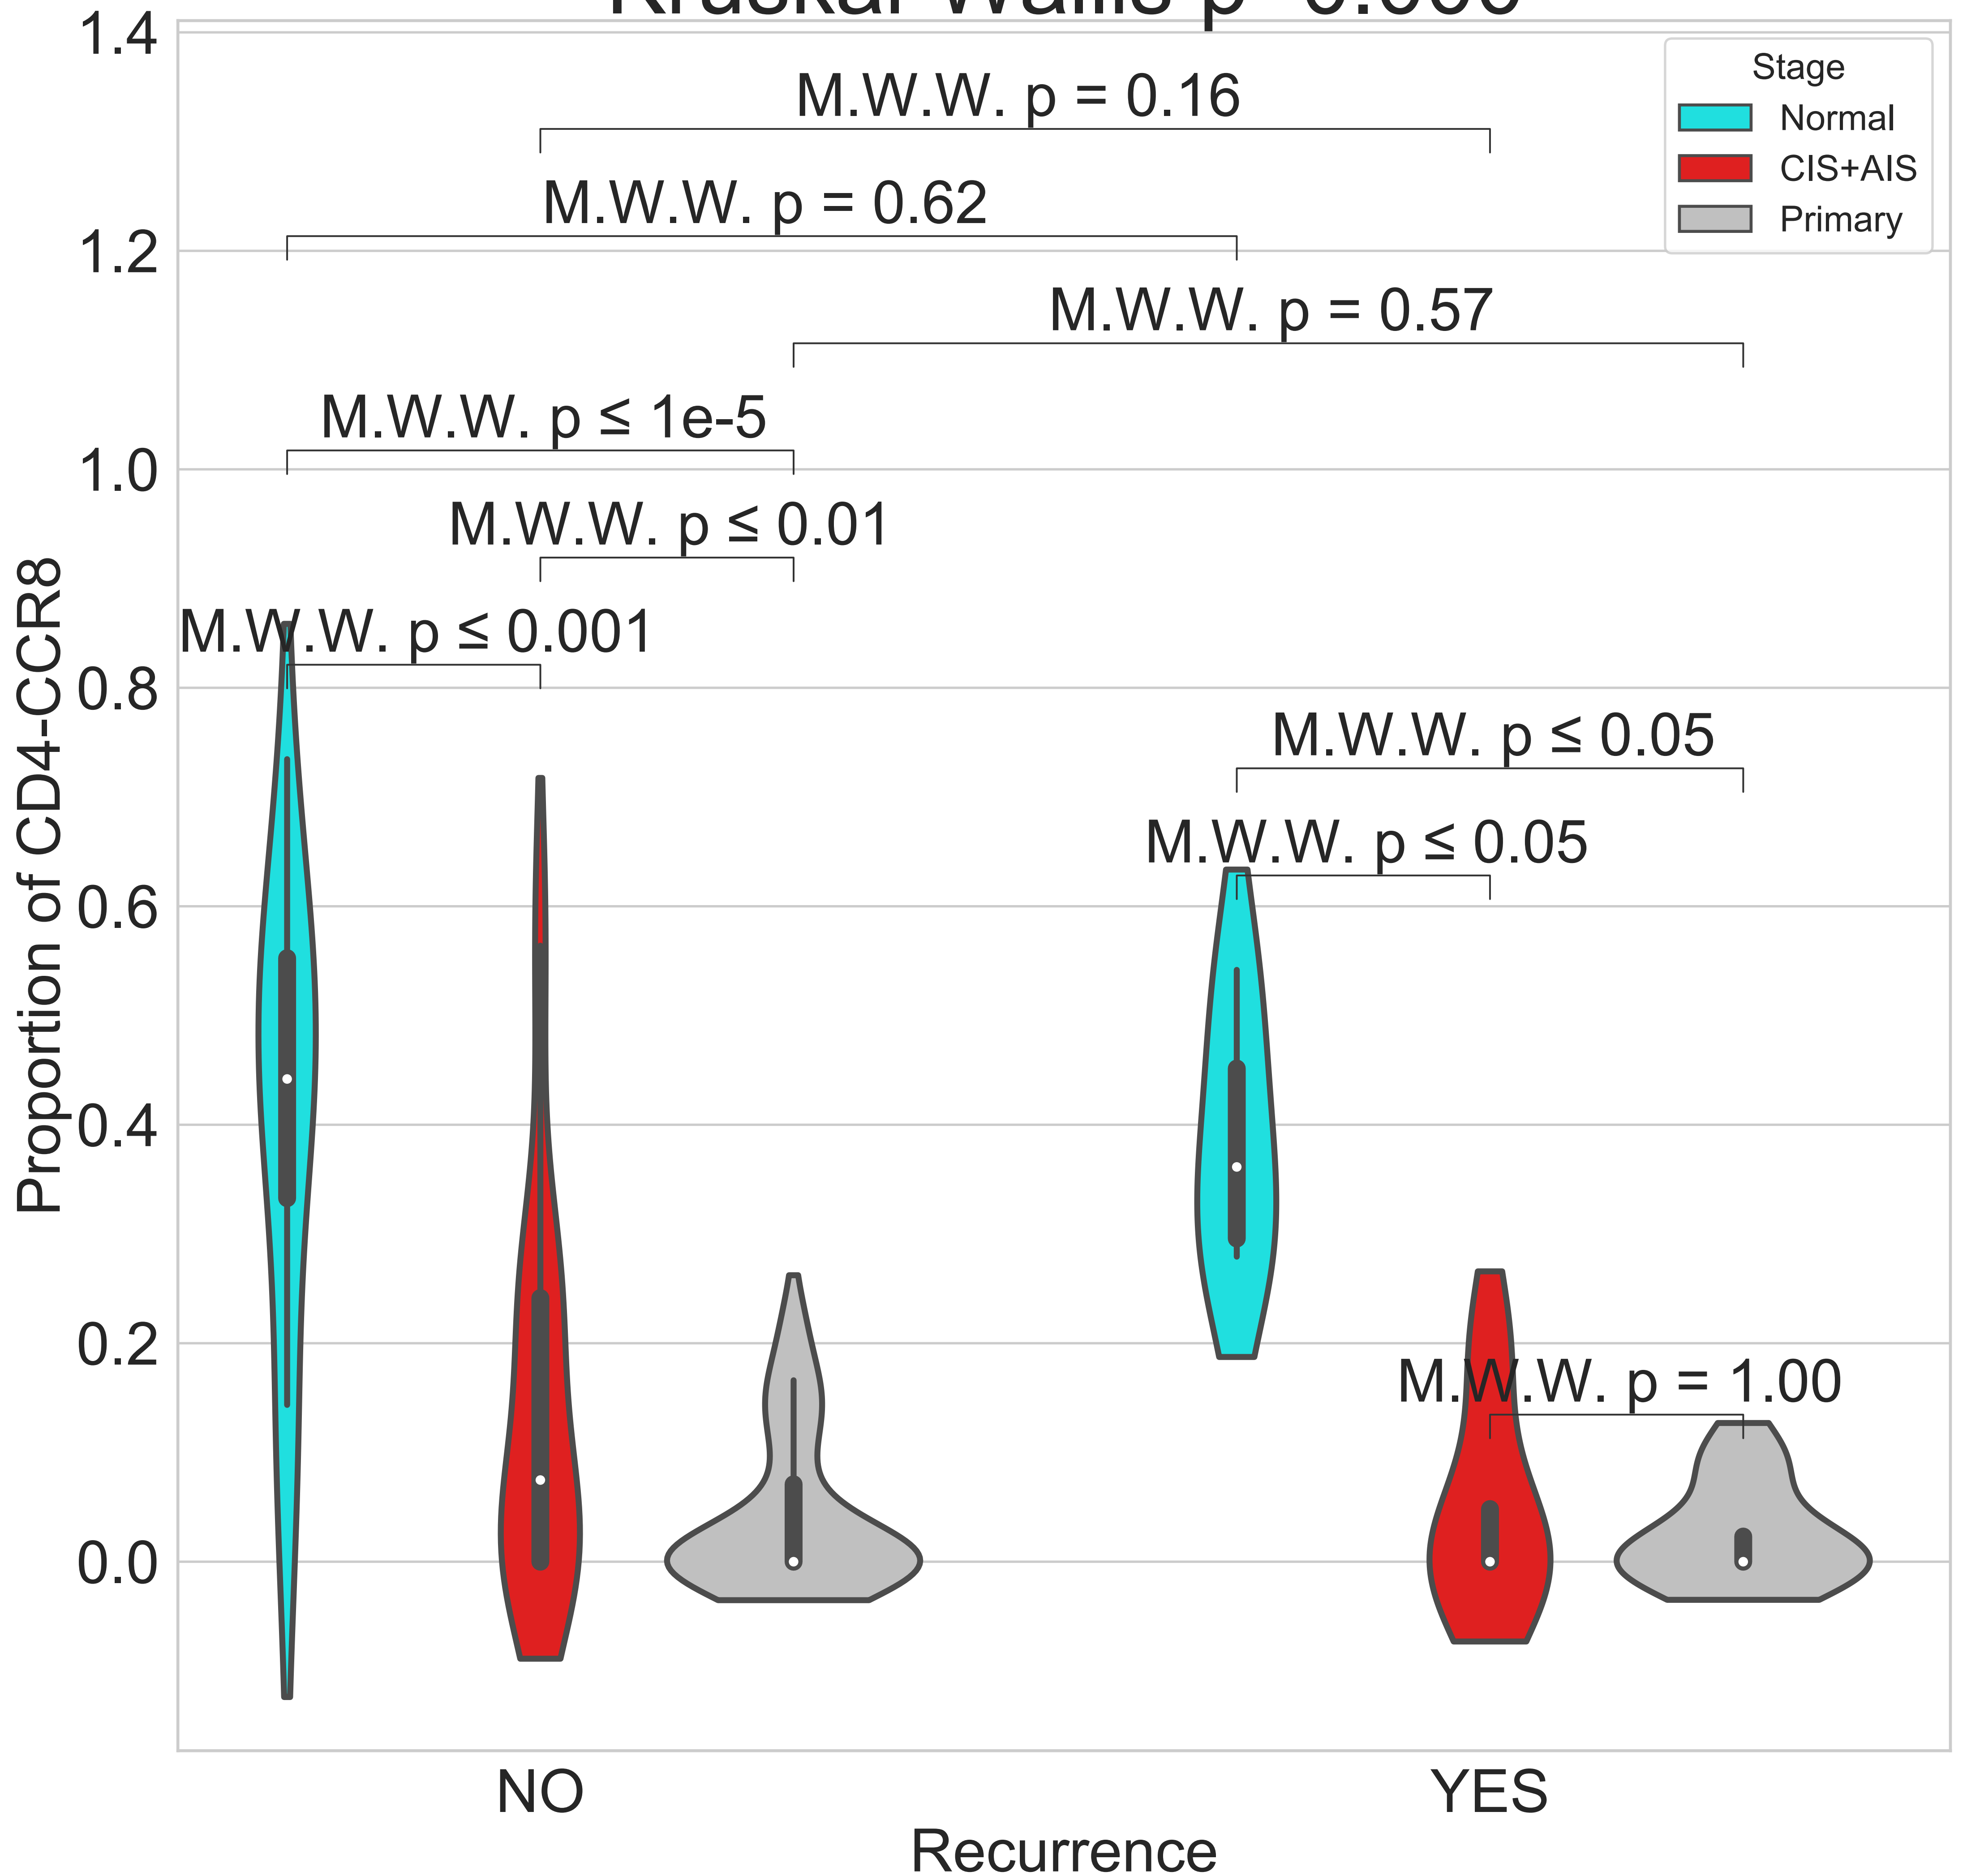 Kruskal Wallis p
1.4
1.2
1.0
0.8
0.6
0.4
0.2
0.0
Proportion of CD4-CCR8
Stage
Normal
CIS+AIS
Primary
M.W.W. p = 0.16
M.W.W. p = 0.62
M.W.W. p = 0.57
M.W.W. p ≤ 1e-5
M.W.W. p ≤ 0.01
M.W.W. p ≤ 0.001
M.W.W. p ≤ 0.05
M.W.W. p ≤ 0.05
M.W.W. p = 1.00
NO
YES
Recurrence